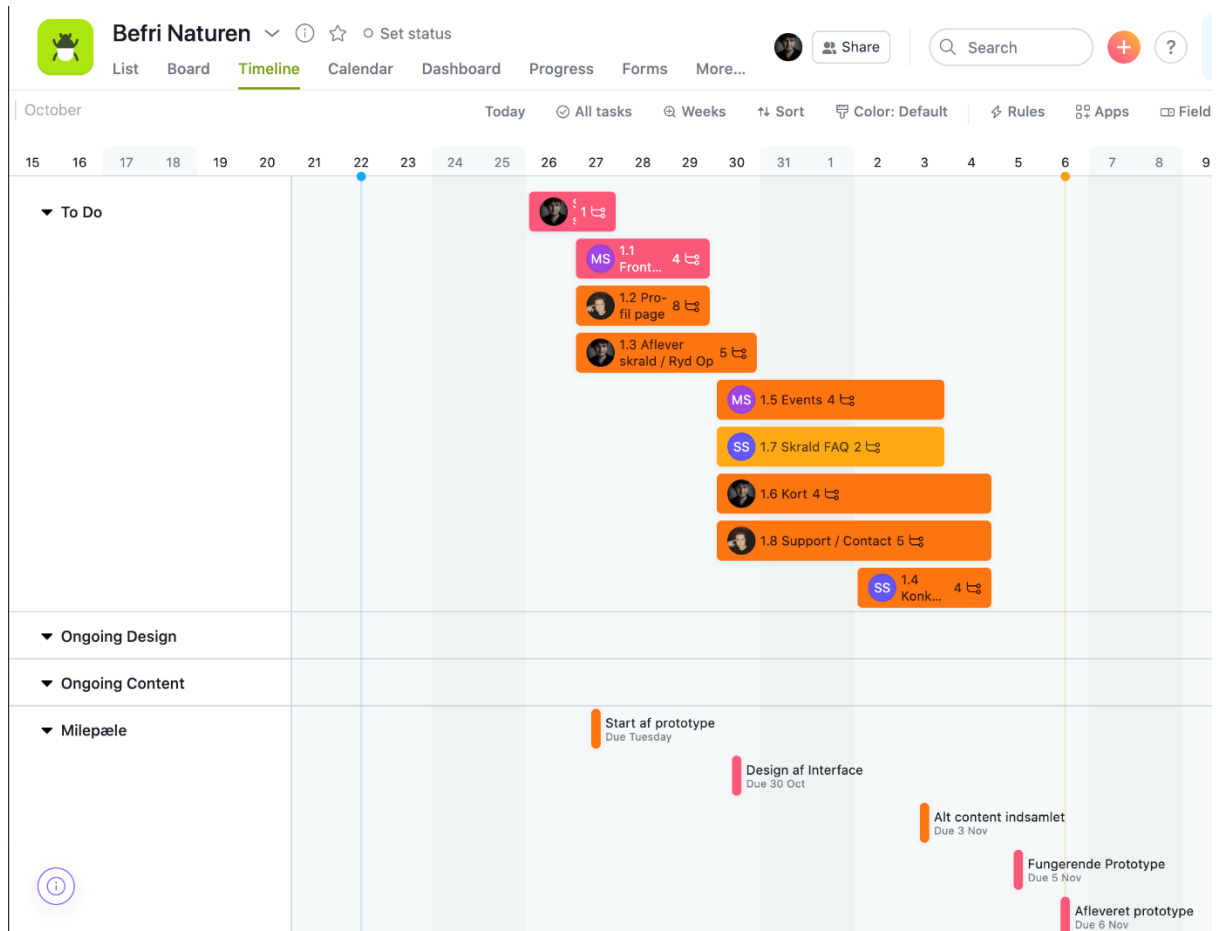 Befri Naturen
Set status
Share
Search
?
List Board Timeline Calendar Dashboard Progress Forms More...
October
Today All tasks Weeks Sort Color: Default Rules Apps Field
15 16 17 18 19 20 21 22 23 24 25 26 27 28 29 30 31 1 2 3 4 5 6 7 8 9
To Do
1
MS
1.1
Front...
4
1.2 Pro-
fil page
8
1.3 Aflever
skrald / Ryd Op
5
MS 1.5 Events 4
SS 1.7 Skrald FAQ 2
1.6 Kort 4
1.8 Support / Contact 5
SS
1.4
Konk...
4
Ongoing Design
Ongoing Content
Milepæle
Start af prototype
Due Tuesday
Design af Interface
Due 30 Oct
Alt content indsamlet
Due 3 Nov
Fungerende Prototype
Due 5 Nov
Afleveret prototype
Due 6 Nov